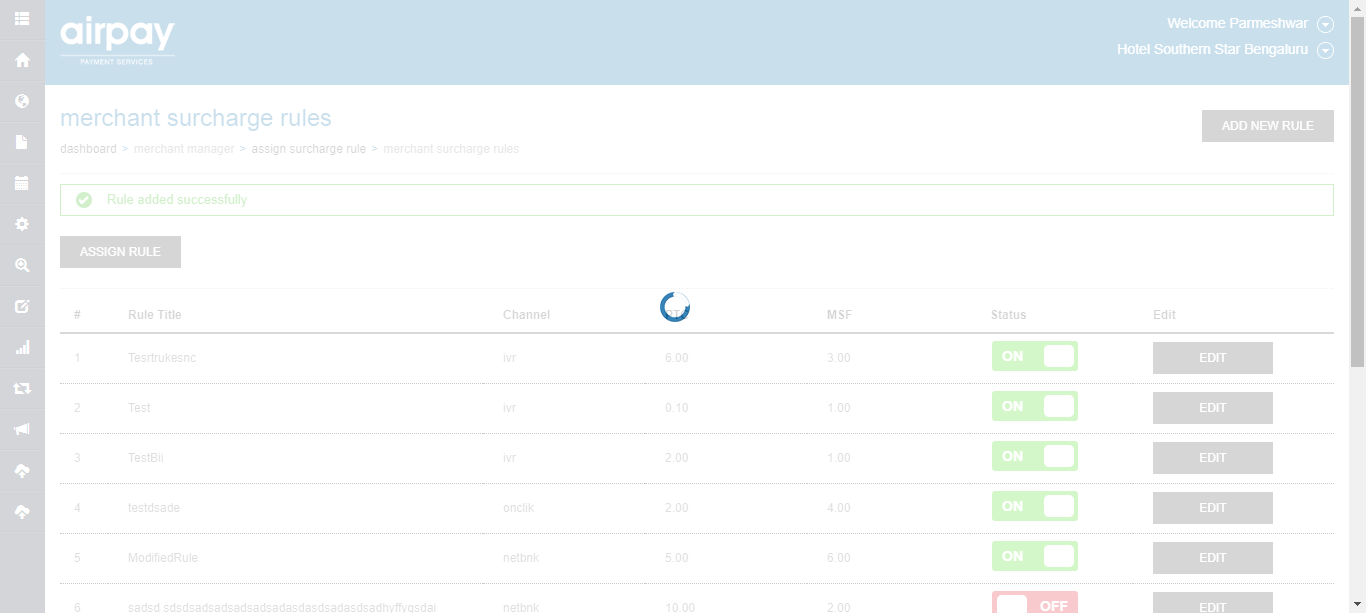 airpay
PAYMENT SERVICES
Welcome Parmeshwar
Hotel Southern Star Bengaluru
merchant surcharge rules
ADD NEW RULE
dashboard > merchant manager > assign surcharge rule > merchant surcharge rules
Rule added successfully
ASSIGN RULE
# Rule Title Channel MSF Status Edit
1 Tesrtrukesnc ivr 6.00 3.00 ON EDIT
2 Test ivr 0.10 1.00 ON EDIT
3 TestBii ivr 2.00 1.00 ON EDIT
4 testdsade onclik 2.00 4.00 ON EDIT
5 ModifiedRule netbnk 5.00 6.00 ON EDIT
6 netbnk 10.00 2.00 OFF EDIT